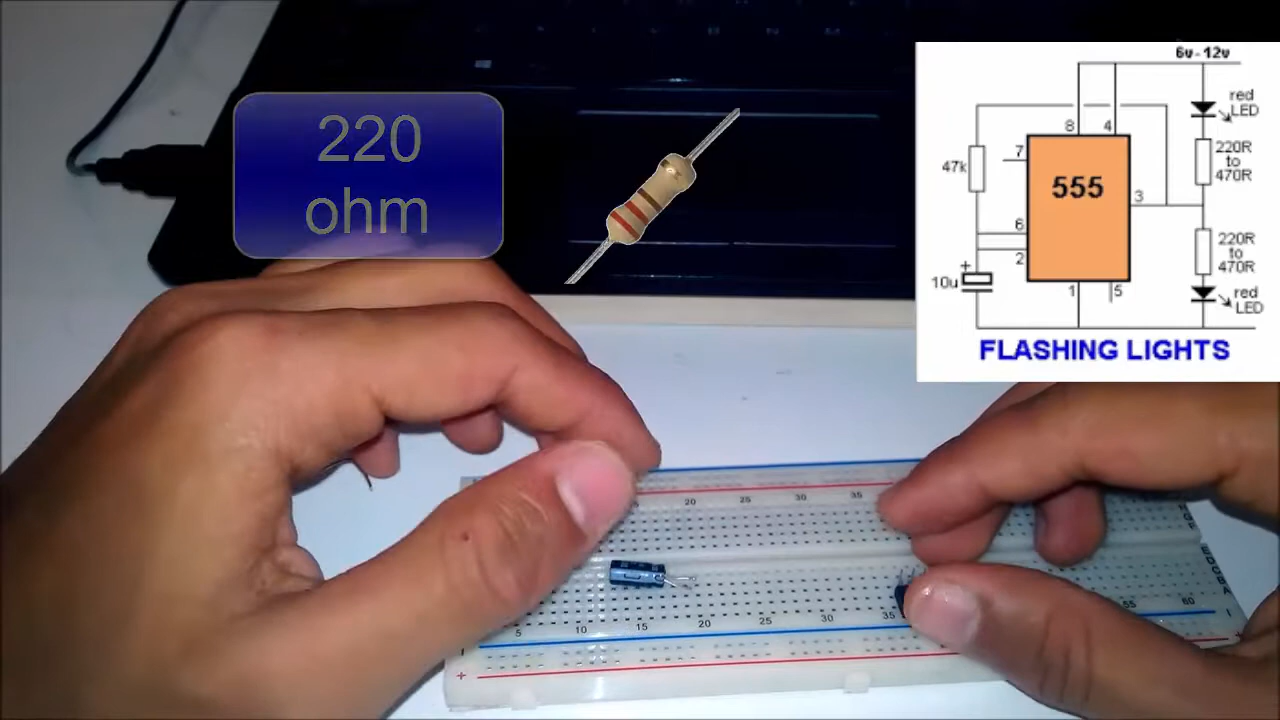 220
ohm
6v-12v
red
LED
8 4
7
47k
555
220R
to
470R
3
6
2
220R
to
470R
10u
+
1
5
red
LED
FLASHING LIGHTS
20 25 30 35
5 10 15 20 25 30 35 55 60
+